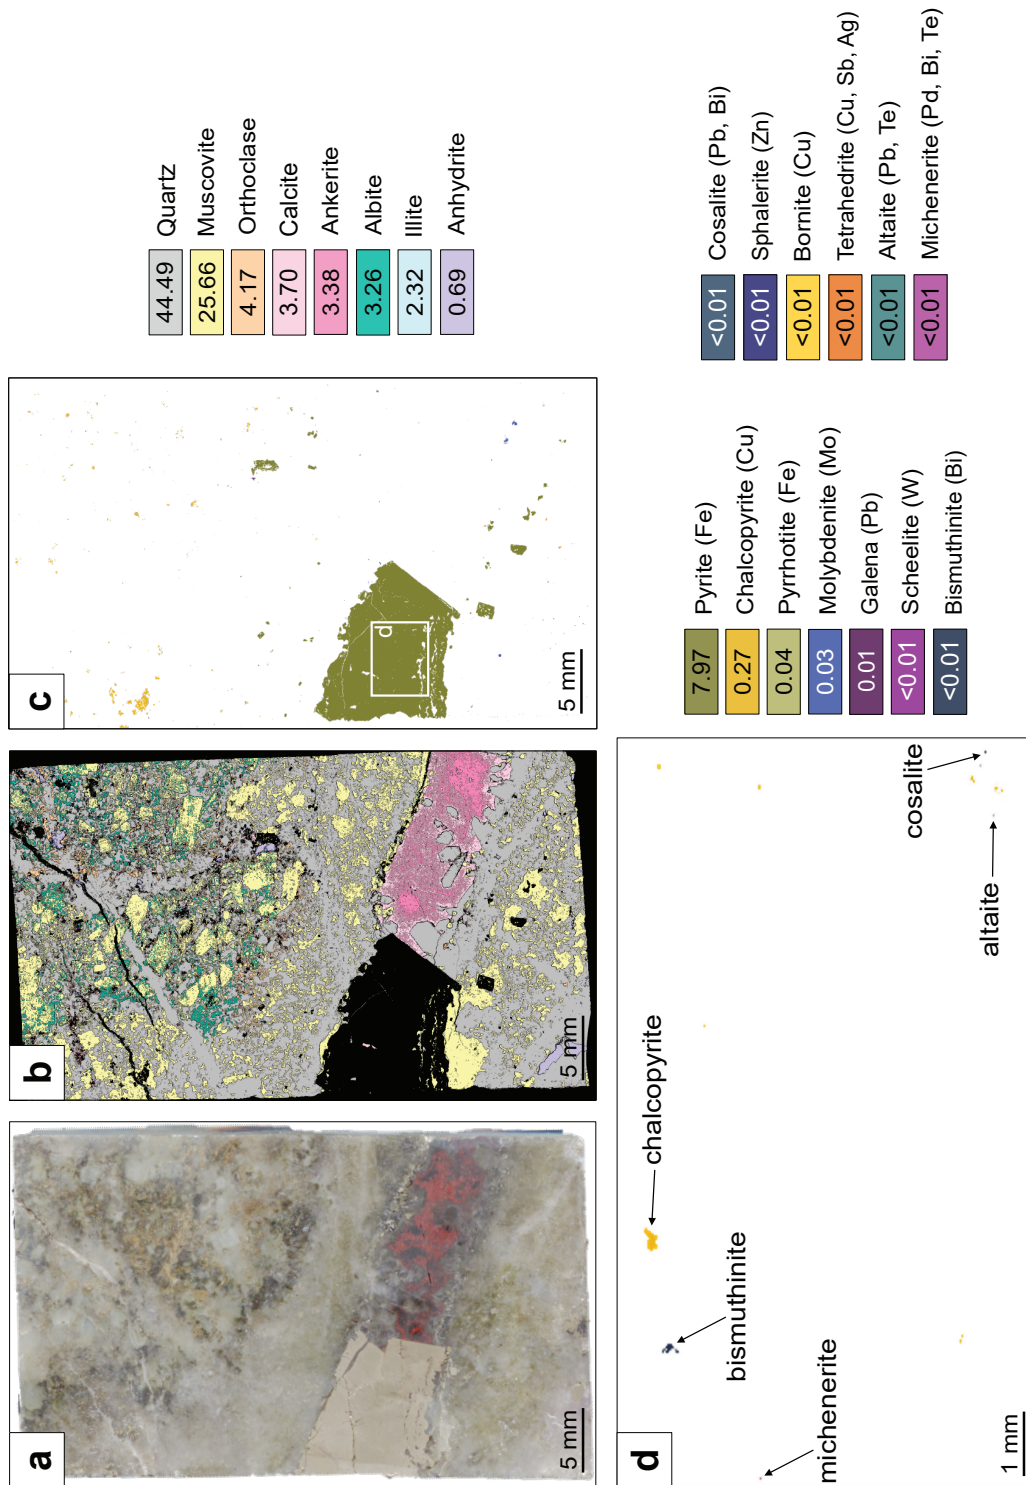 a
5 mm
b
5 mm
c
d
5 mm
44.49 Quartz
25.66 Muscovite
4.17 Orthoclase
3.70 Calcite
3.38 Ankerite
3.26 Albite
2.32 Illite
0.69 Anhydrite
d
michenerite
bismuthinite
chalcopyrite
altaite
cosalite
1 mm
7.97 Pyrite (Fe)
0.27 Chalcopyrite (Cu)
0.04 Pyrrhotite (Fe)
0.03 Molybdenite (Mo)
0.01 Galena (Pb)
<0.01 Scheelite (W)
<0.01 Bismuthinite (Bi)
<0.01 Cosalite (Pb, Bi)
<0.01 Sphalerite (Zn)
<0.01 Bornite (Cu)
<0.01 Tetrahedrite (Cu, Sb, Ag)
<0.01 Altaite (Pb, Te)
<0.01 Michenerite (Pd, Bi, Te)